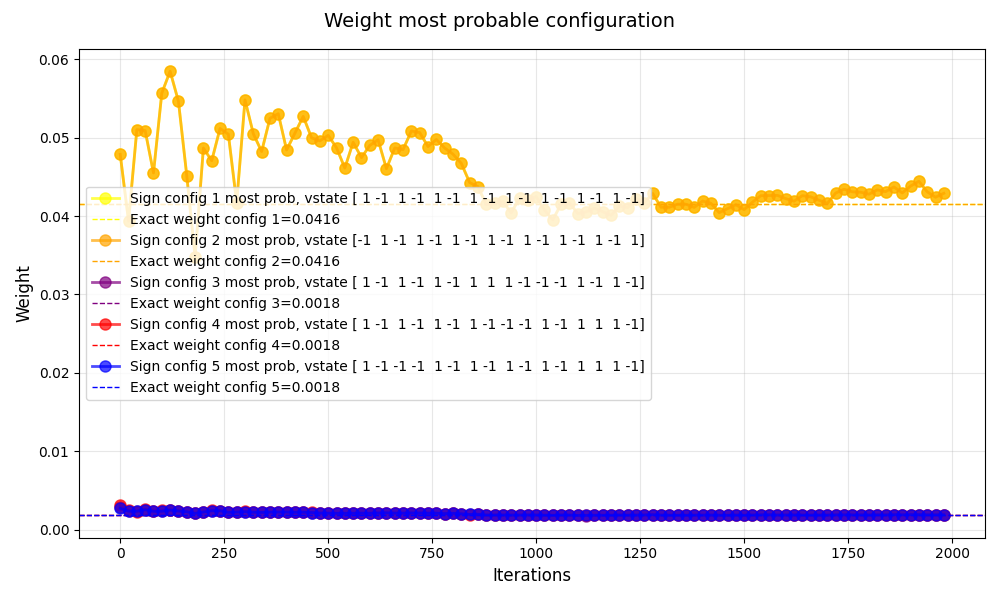 Weight most probable configuration
0.06
0.05
0.04
0.03
0.02
0.01
0.00
Weight
Sign config 1 most prob, vstate [ 1 -1  1 -1  1 -1  1 -1  1 -1  1 -1  1 -1  1 -1]
Exact weight config 1=0.0416
Sign config 2 most prob, vstate [-1  1 -1  1 -1  1 -1  1 -1  1 -1  1 -1  1 -1  1]
Exact weight config 2=0.0416
Sign config 3 most prob, vstate [ 1 -1  1 -1  1 -1  1  1  1 -1 -1 -1  1 -1  1 -1]
Exact weight config 3=0.0018
Sign config 4 most prob, vstate [ 1 -1  1 -1  1 -1  1 -1 -1 -1  1 -1  1  1  1 -1]
Exact weight config 4=0.0018
Sign config 5 most prob, vstate [ 1 -1 -1 -1  1 -1  1 -1  1 -1  1 -1  1  1  1 -1]
Exact weight config 5=0.0018
0
250
500
750
1000
1250
1500
1750
2000
Iterations